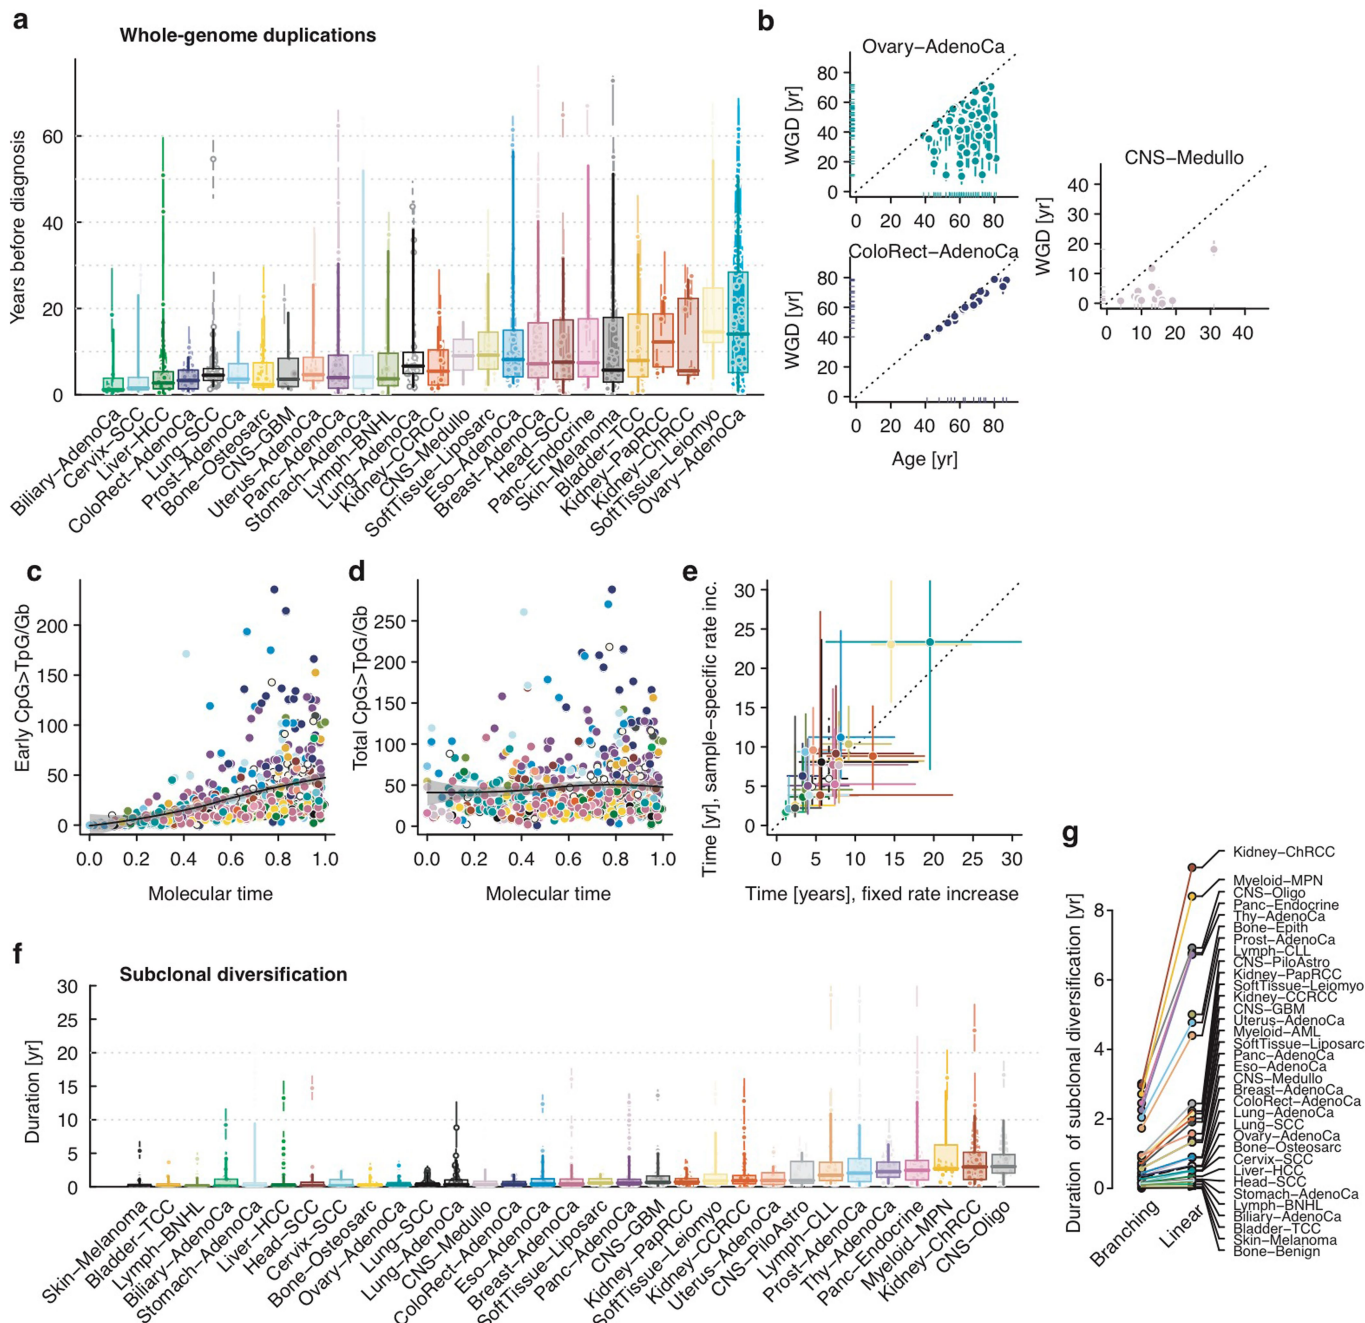 a
Whole-genome duplications
Years before diagnosis
60
40
20
0
Biliary–AdenoCa
Cervix–SCC
Liver–HCC
ColoRect–AdenoCa
Lung–SCC
Prost–AdenoCa
Bone–Osteosarc
CNS–GBM
Uterus–AdenoCa
Panc–AdenoCa
Stomach–AdenoCa
Lymph–BNHL
Lung–AdenoCa
Kidney–CCRCC
CNS–Medullo
SoftTissue–Liposarc
Eso–AdenoCa
Breast–AdenoCa
Head–SCC
Panc–Endocrine
Skin–Melanoma
Bladder–TCC
Kidney–PapRCC
Kidney–ChRCC
SoftTissue–Leiomyo
Ovary–AdenoCa
b
Ovary–AdenoCa
WGD [yr]
80
60
40
20
0
0 20 40 60 80
ColoRect–AdenoCa
WGD [yr]
80
60
40
20
0
0 20 40 60 80
Age [yr]
CNS–Medullo
WGD [yr]
40
30
20
10
0
0 10 20 30 40
c
Early CpG>TpG/Gb
200
150
100
50
0
0.0 0.2 0.4 0.6 0.8 1.0
Molecular time
d
Total CpG>TpG/Gb
250
200
150
100
50
0
0.0 0.2 0.4 0.6 0.8 1.0
Molecular time
e
Time [yr], sample–specific rate inc.
30
25
20
15
10
5
0
0 5 10 15 20 25 30
Time [years], fixed rate increase
f
Subclonal diversification
Duration [yr]
30
25
20
15
10
5
0
Skin–Melanoma
Bladder–TCC
Lymph–BNHL
Biliary–AdenoCa
Stomach–AdenoCa
Liver–HCC
Head–SCC
Cervix–SCC
Bone–Osteosarc
Ovary–AdenoCa
Lung–SCC
Lung–AdenoCa
CNS–Medullo
ColoRect–AdenoCa
Eso–AdenoCa
Breast–AdenoCa
SoftTissue–Liposarc
Panc–AdenoCa
CNS–GBM
Kidney–PapRCC
SoftTissue–Leiomyo
Kidney–CCRCC
Uterus–AdenoCa
CNS–PiloAstro
Lymph–CLL
Prost–AdenoCa
Thy–AdenoCa
Panc–Endocrine
Myeloid–MPN
Kidney–ChRCC
CNS–Oligo
g
Duration of subclonal diversification [yr]
8
6
4
2
0
Branching
Linear
Kidney–ChRCC
Myeloid–MPN
CNS–Oligo
Panc–Endocrine
Thy–AdenoCa
Bone–Epith
Prost–AdenoCa
Lymph–CLL
CNS–PiloAstro
Kidney–PapRCC
SoftTissue–Leiomyo
Kidney–CCRCC
CNS–GBM
Uterus–AdenoCa
Myeloid–AML
SoftTissue–Liposarc
Panc–AdenoCa
Eso–AdenoCa
CNS–Medullo
Breast–AdenoCa
ColoRect–AdenoCa
Lung–AdenoCa
Lung–SCC
Ovary–AdenoCa
Bone–Osteosarc
Cervix–SCC
Liver–HCC
Head–SCC
Stomach–AdenoCa
Lymph–BNHL
Biliary–AdenoCa
Bladder–TCC
Skin–Melanoma
Bone–Benign